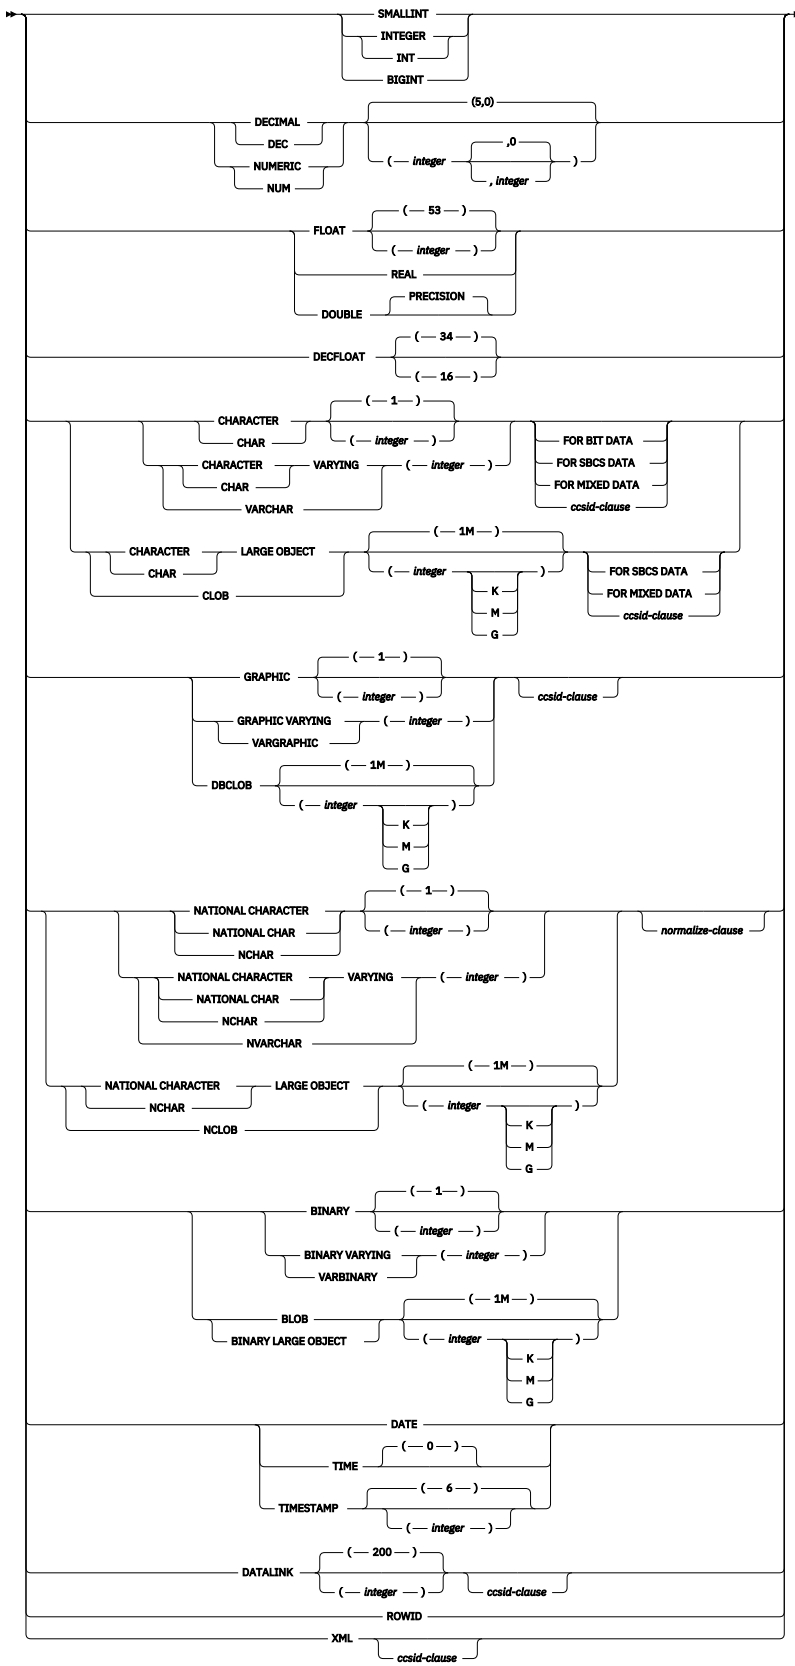 SMALLINT
INTEGER
INT
BIGINT
(5,0)
DECIMAL
DEC
,0
NUMERIC
( integer )
NUM
, integer
( 53 )
FLOAT
( integer )
REAL
PRECISION
DOUBLE
( 34 )
DECFLOAT
( 16 )
( 1 )
CHARACTER
CHAR ( integer ) FOR BIT DATA
CHARACTER VARYING ( integer ) FOR SBCS DATA
CHAR FOR MIXED DATA
VARCHAR ccsid-clause
( 1M )
CHARACTER LARGE OBJECT
CHAR ( integer ) FOR SBCS DATA
CLOB K FOR MIXED DATA
M ccsid-clause
G
( 1 )
GRAPHIC
( integer ) ccsid-clause
GRAPHIC VARYING ( integer )
VARGRAPHIC
( 1M )
DBCLOB
( integer )
K
M
G
( 1 )
NATIONAL CHARACTER
NATIONAL CHAR ( integer ) normalize-clause
NCHAR
NATIONAL CHARACTER VARYING ( integer )
NATIONAL CHAR
NCHAR
NVARCHAR
( 1M )
NATIONAL CHARACTER LARGE OBJECT
NCHAR ( integer )
NCLOB K
M
G
( 1 )
BINARY
( integer )
BINARY VARYING ( integer )
VARBINARY
( 1M )
BLOB
BINARY LARGE OBJECT ( integer )
K
M
G
DATE
( 0 )
TIME
( 6 )
TIMESTAMP
( integer )
( 200 )
DATALINK
( integer ) ccsid-clause
ROWID
XML
ccsid-clause